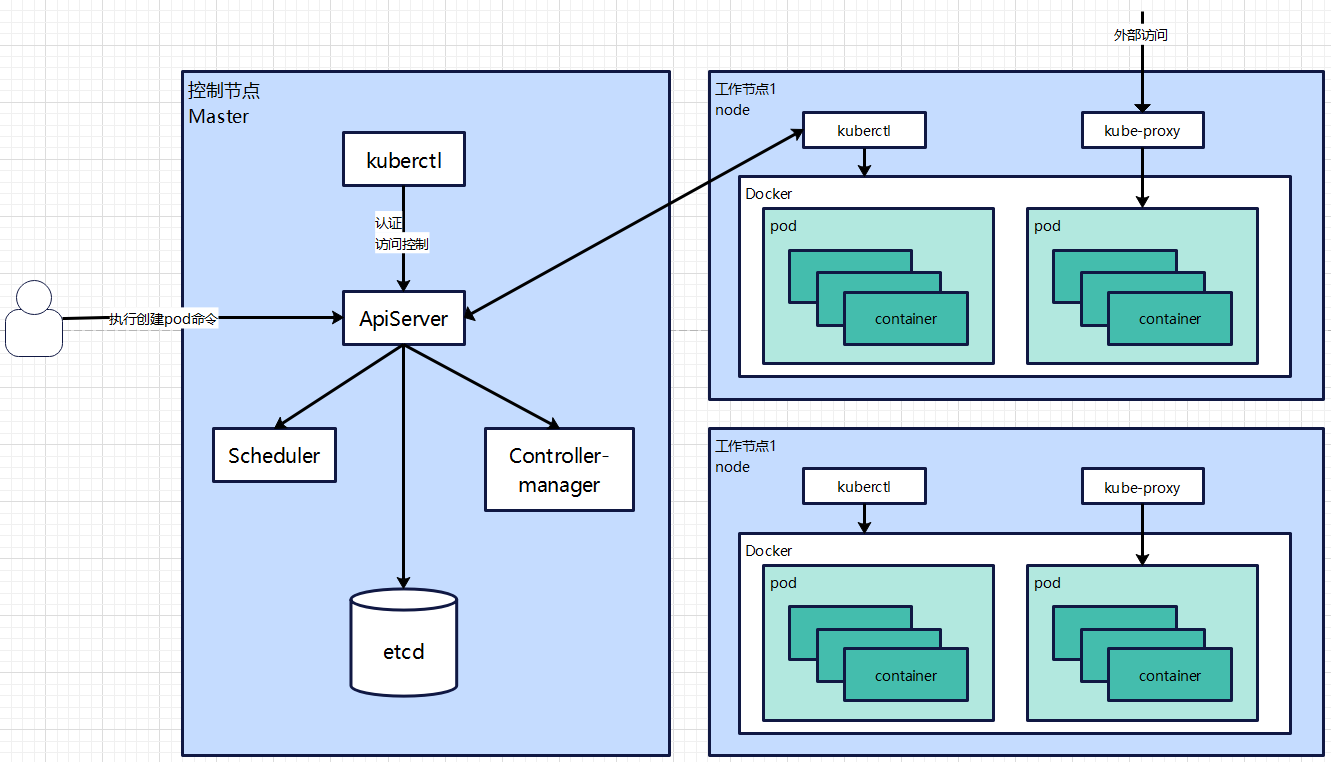 外部访问
控制节点
Master
kuberctl
认证
访问控制
执行创建pod命令
ApiServer
Scheduler
Controller-
manager
etcd
工作节点1
node
kuberctl
kube-proxy
Docker
pod
container
pod
container
工作节点1
node
kuberctl
kube-proxy
Docker
pod
container
pod
container